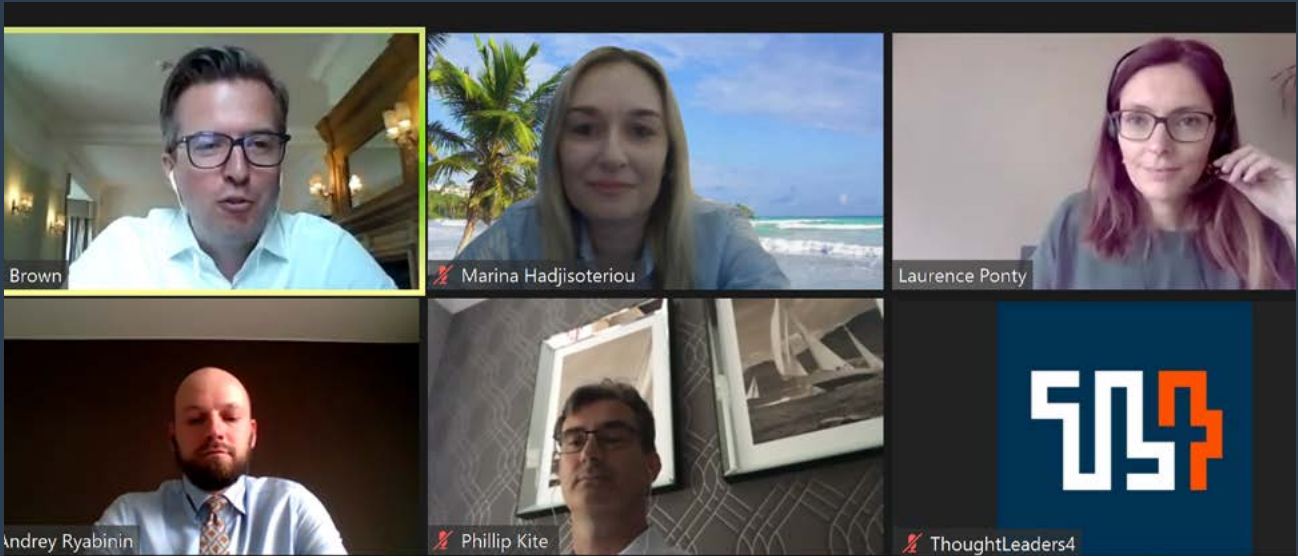 Brown
Marina Hadjisoteriou
Laurence Ponty
Andrey Ryabinin
Phillip Kite
ThoughtLeaders4